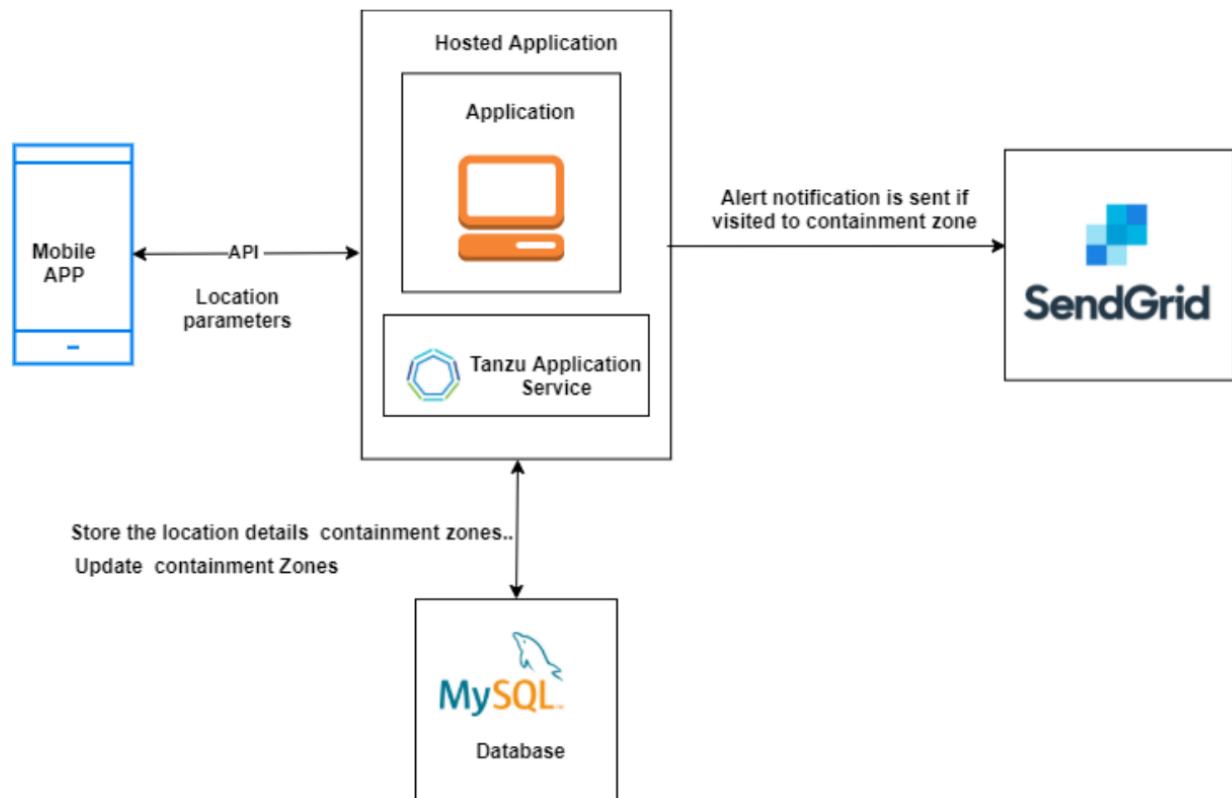 Hosted Application
Application
Mobile
APP
API
Location
parameters
Tanzu Application
Service
Alert notification is sent if
visited to containment zone
SendGrid
Store the location details  containment zones..
Update  containment Zones
MySQL
Database